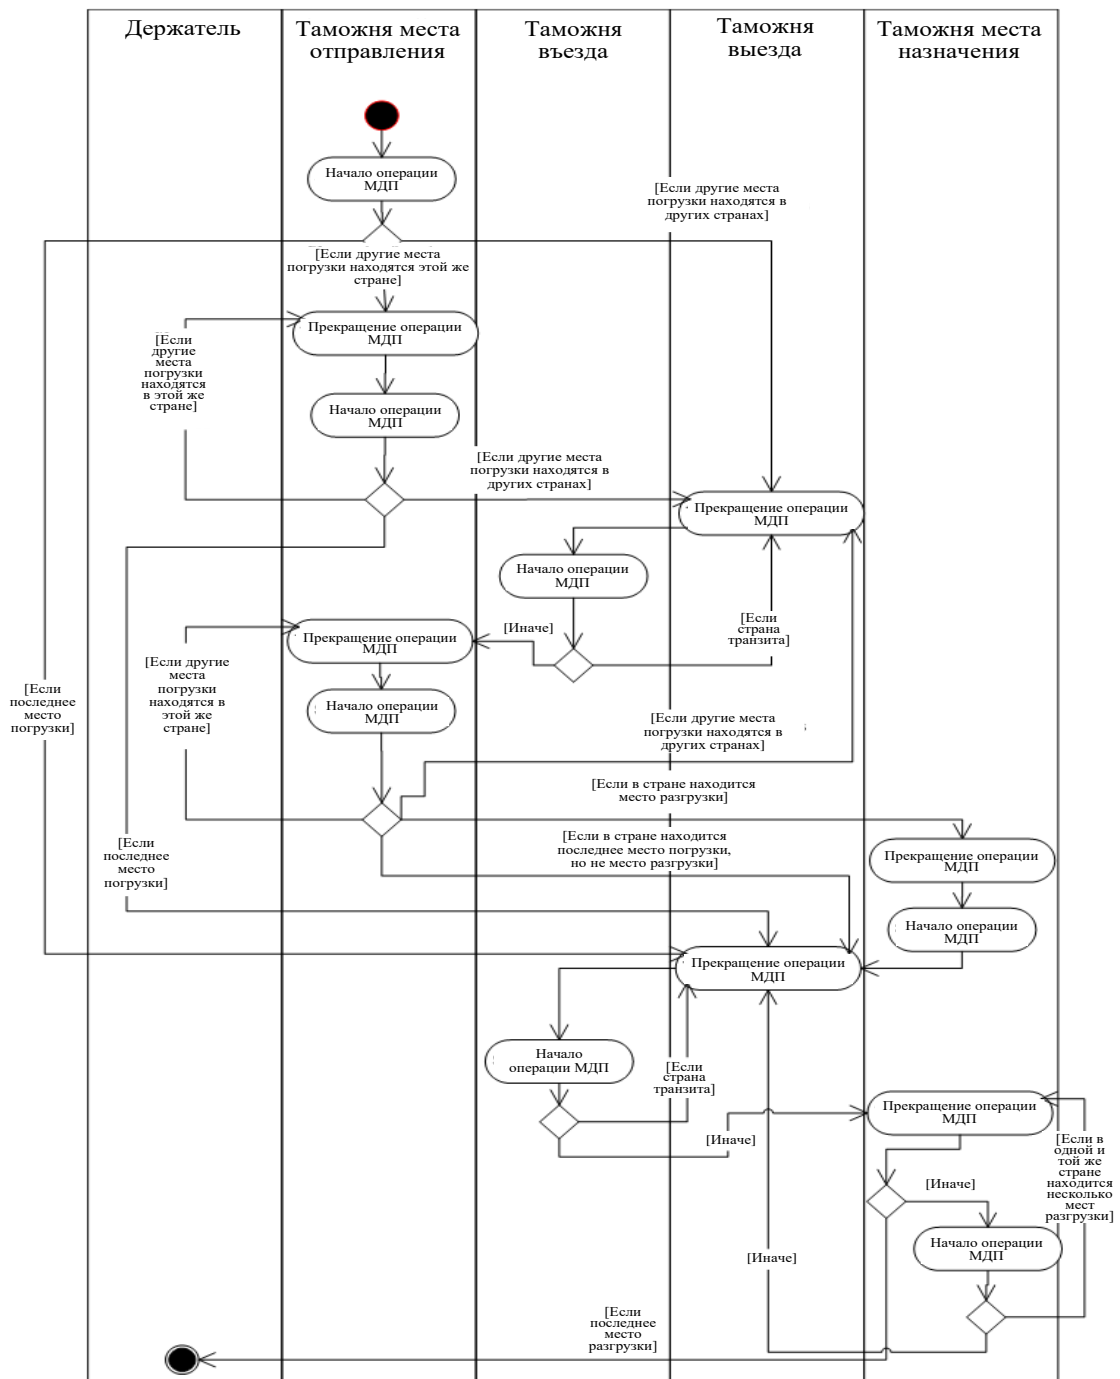 Держатель
Таможня места
отправления
Таможня
въезда
Таможня
выезда
Таможня места
назначения
Начало операции
МДП
[Если другие места
погрузки находятся в
других странах]
[Если другие места
погрузки находятся этой же
стране]
Прекращение операции
МДП
[Если
другие
места
погрузки
находятся
в этой же
стране]
Начало операции
МДП
[Если другие места
погрузки находятся в
других странах]
Прекращение операции
МДП
Начало операции
МДП
[Иначе]
[Если
страна
транзита]
Прекращение операции
МДП
[Если другие
места
погрузки
находятся в
этой же
стране]
[Если
последнее
место
погрузки]
Начало операции
МДП
[Если другие места
погрузки находятся в
других странах]
[Если в стране находится
место разгрузки]
[Если в стране находится
последнее место погрузки,
но не место разгрузки]
[Если
последнее
место
погрузки]
Прекращение операции
МДП
Начало операции
МДП
Прекращение операции
МДП
Начало
операции МДП
[Если
страна
транзита]
Прекращение операции
МДП
[Иначе]
[Если в
одной и
той же
стране
находится
несколько
мест
разгрузки]
[Иначе]
Начало операции
МДП
[Иначе]
[Если
последнее
место
разгрузки]